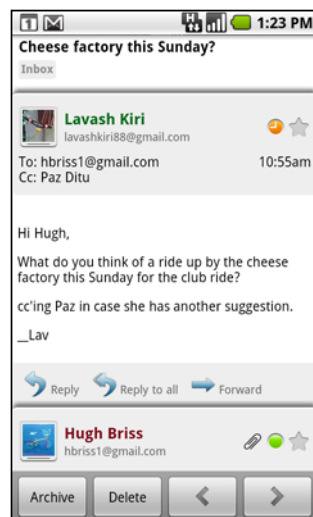 1 1:23 PM
Cheese factory this Sunday?
Inbox
Lavash Kiri
lavashkiri88@gmail.com
To: hbriss1@gmail.com 10:55am
Cc: Paz Ditu
Hi Hugh,
What do you think of a ride up by the cheese
factory this Sunday for the club ride?
cc'ing Paz in case she has another suggestion.
__Lav
Reply Reply to all Forward
Hugh Briss
hbriss1@gmail.com
Archive Delete